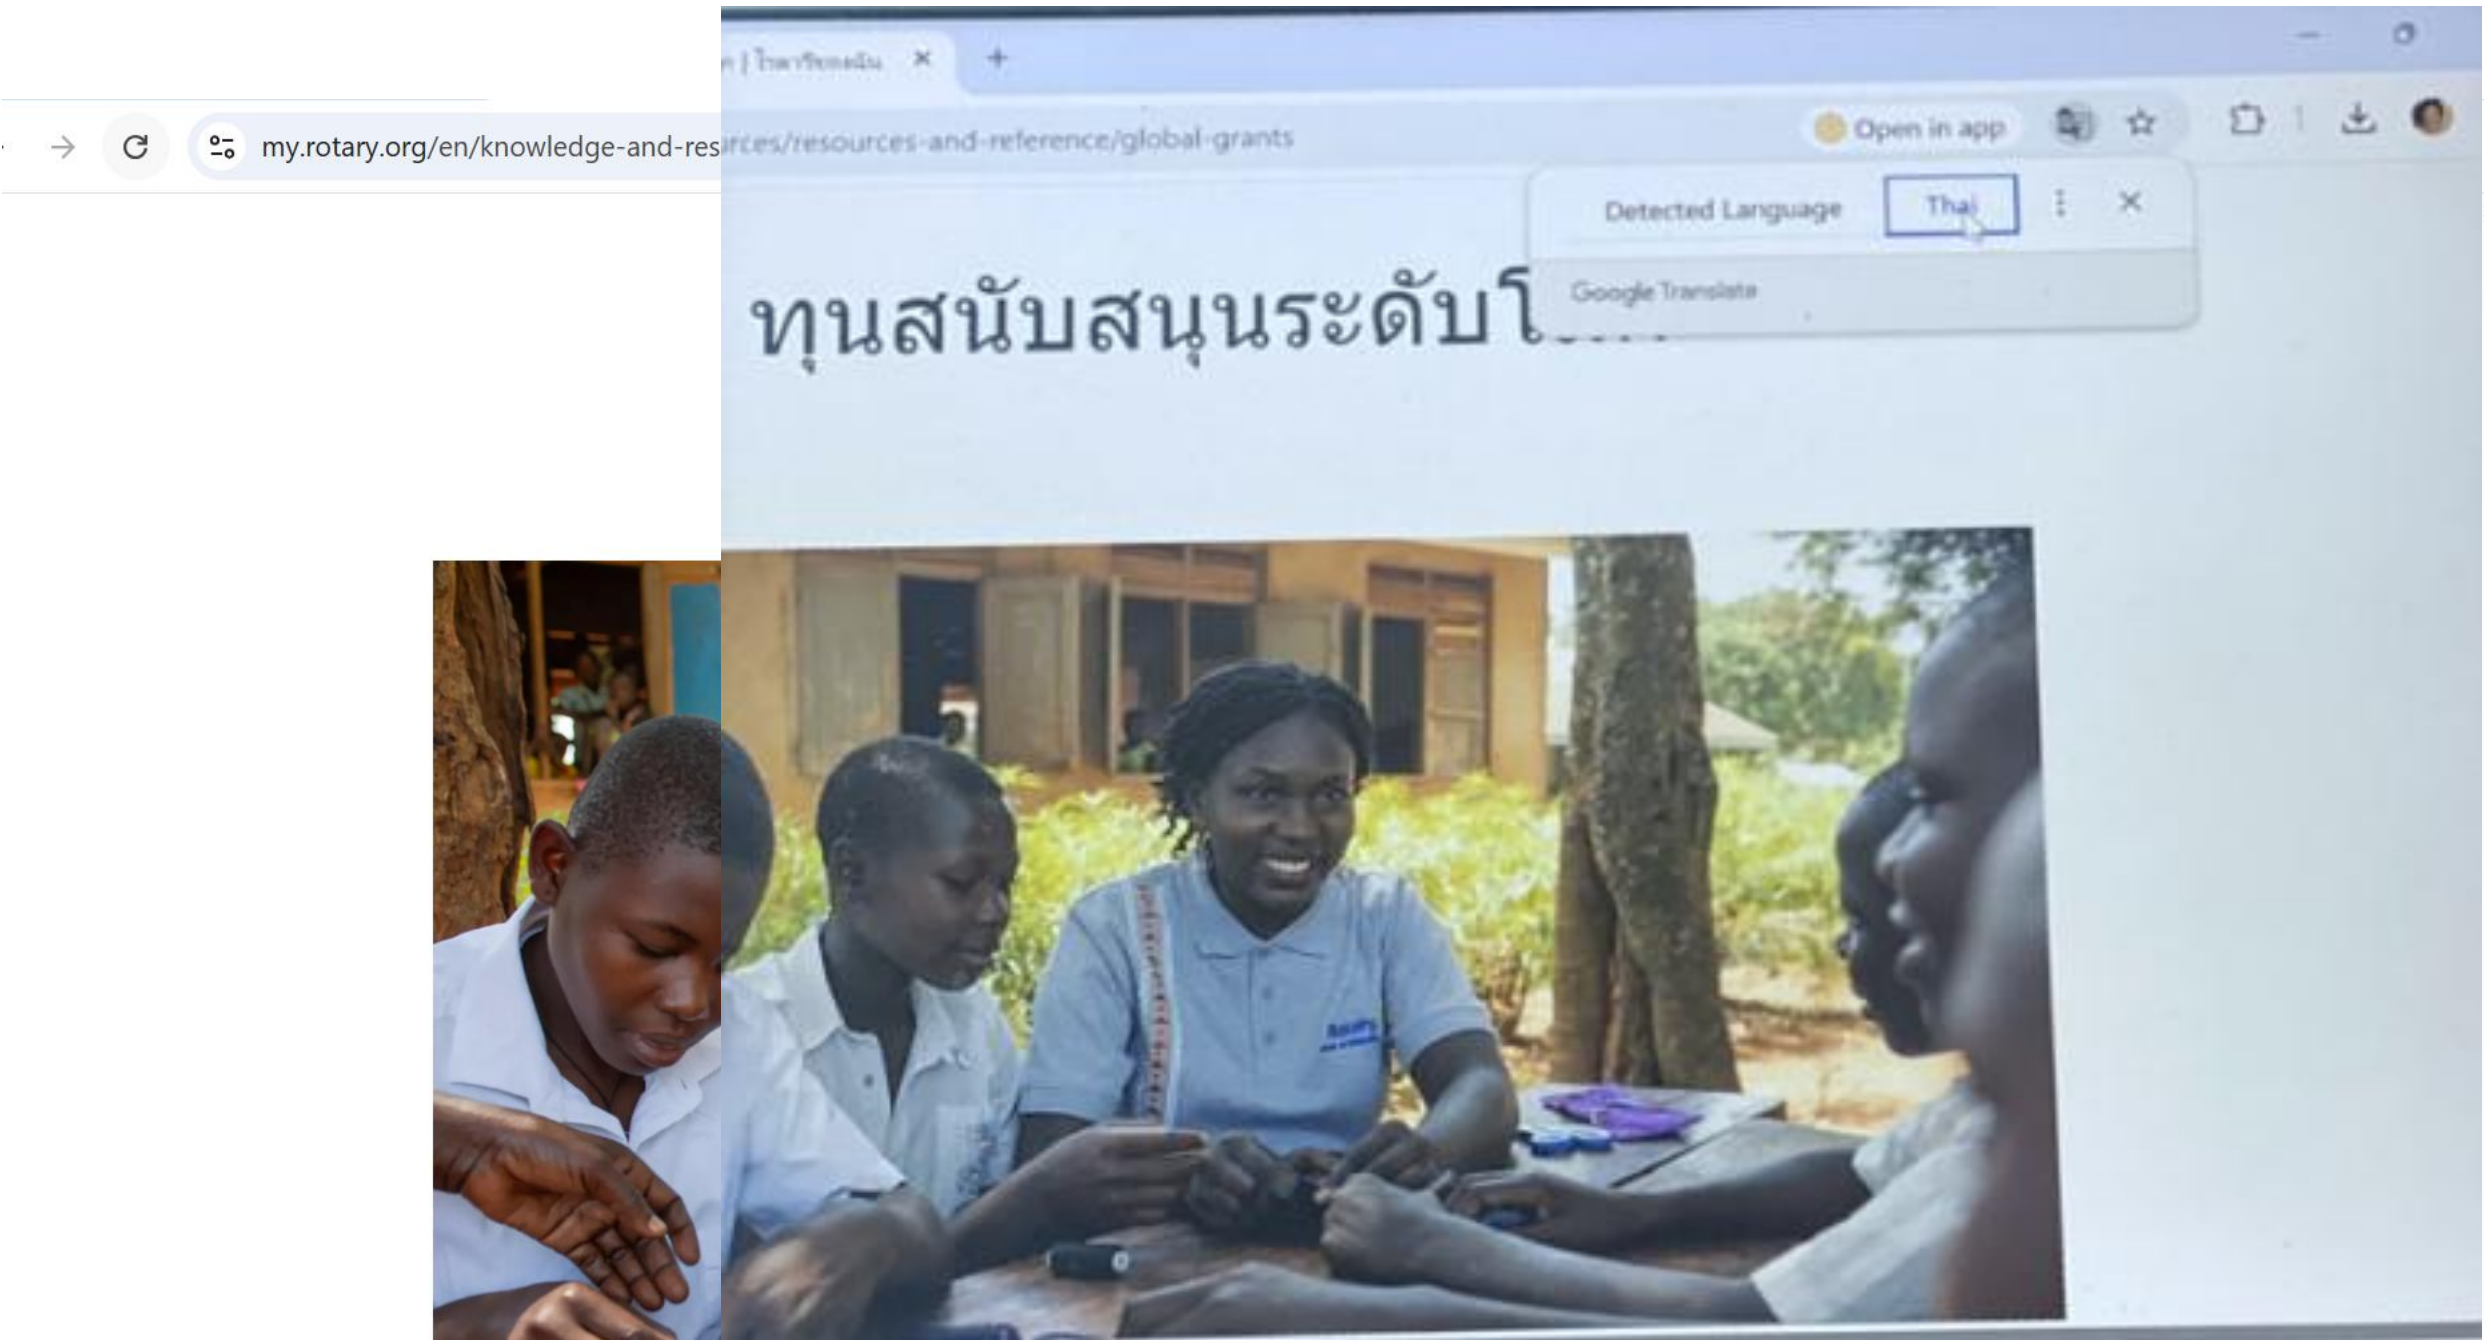 my.rotary.org/en/knowledge-and-resources/resources-and-reference/global-grants
Open in app
Detected Language Thai
Google Translate
ทุนสนับสนุนระดับโ
Rotary